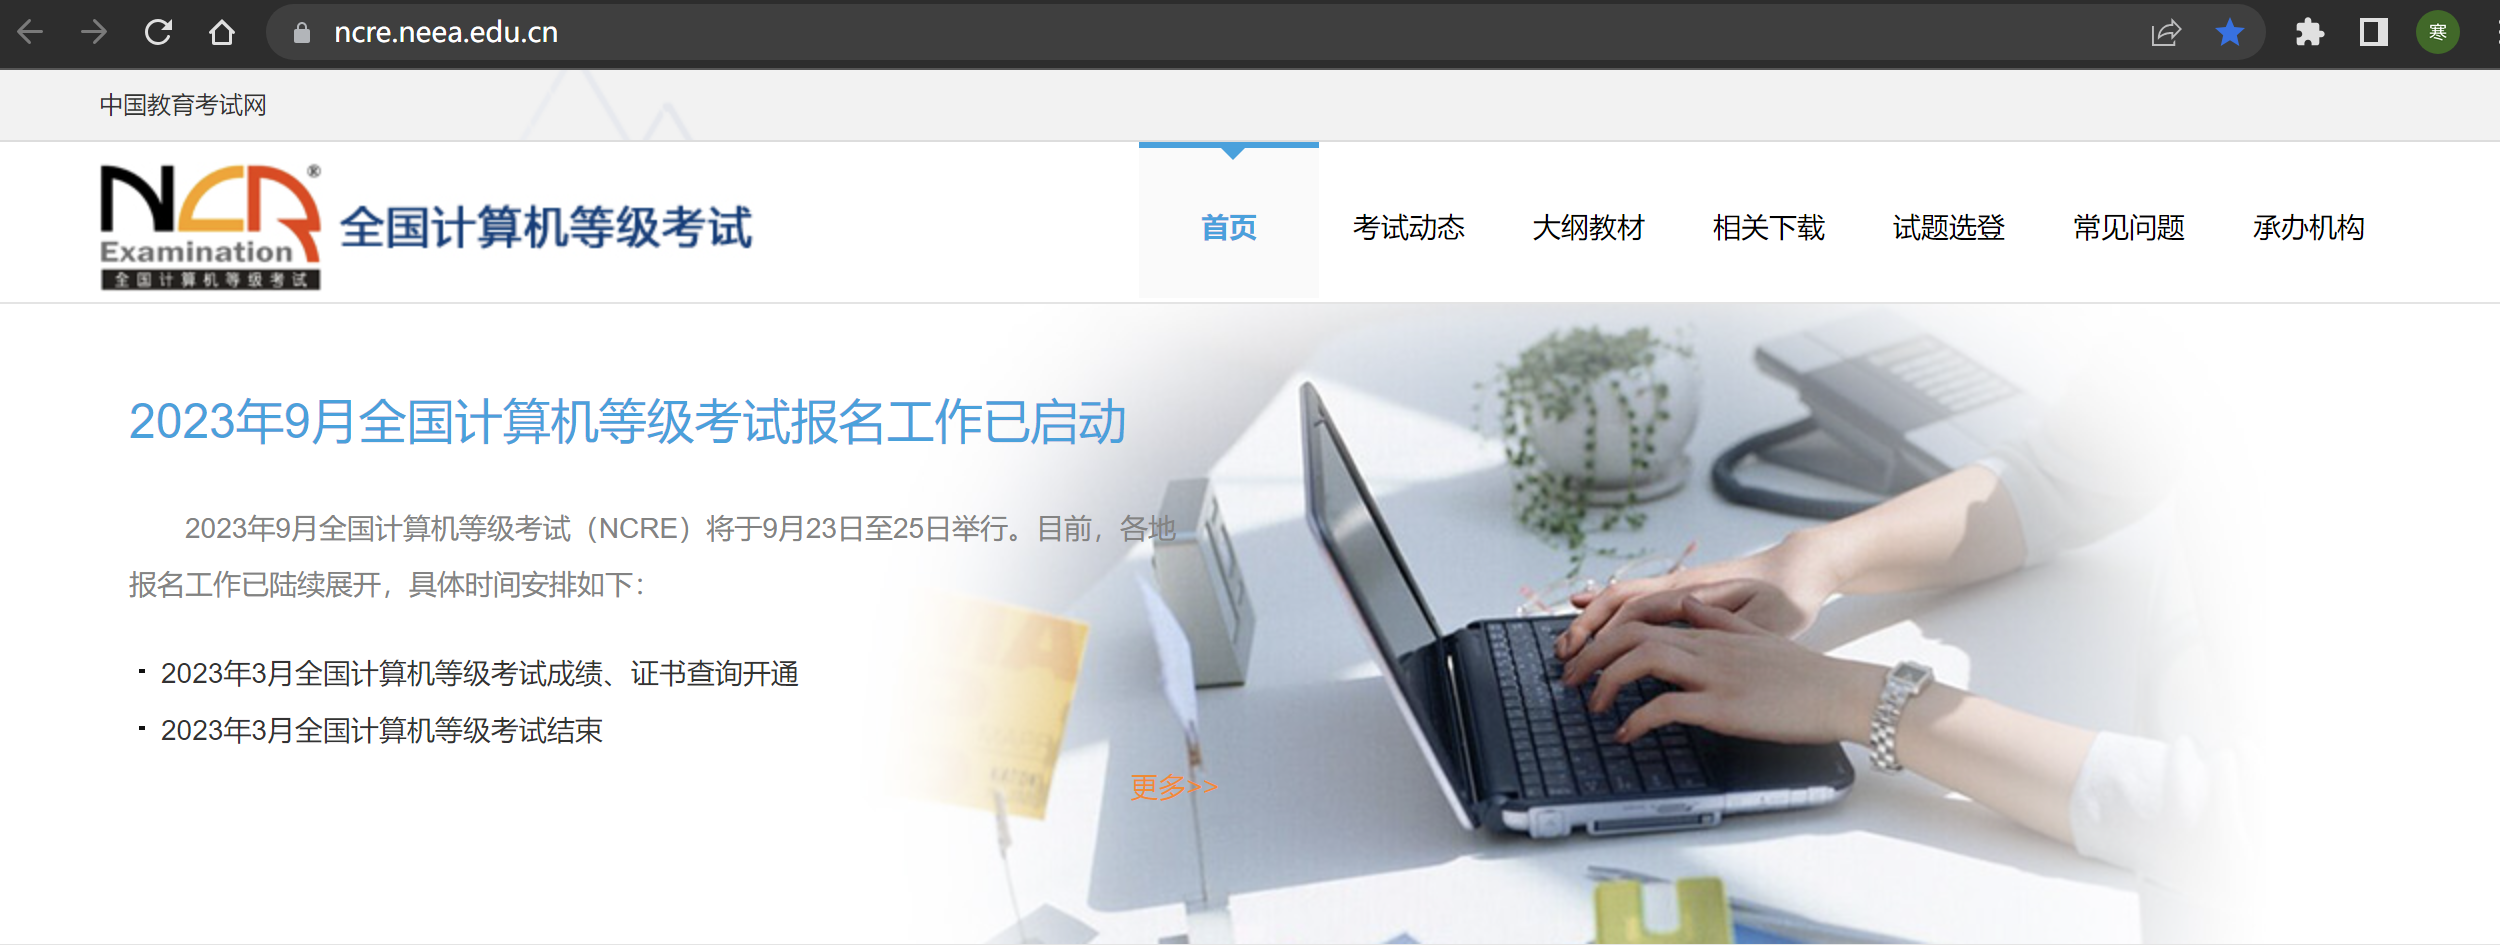 ncre.neea.edu.cn
寒
中国教育考试网
NCR®
Examination
全国计算机等级考试
全国计算机等级考试
首页 考试动态 大纲教材 相关下载 试题选登 常见问题 承办机构
2023年9月全国计算机等级考试报名工作已启动
2023年9月全国计算机等级考试（NCRE）将于9月23日至25日举行。目前，各地
报名工作已陆续展开，具体时间安排如下：
2023年3月全国计算机等级考试成绩、证书查询开通
2023年3月全国计算机等级考试结束
更多>>